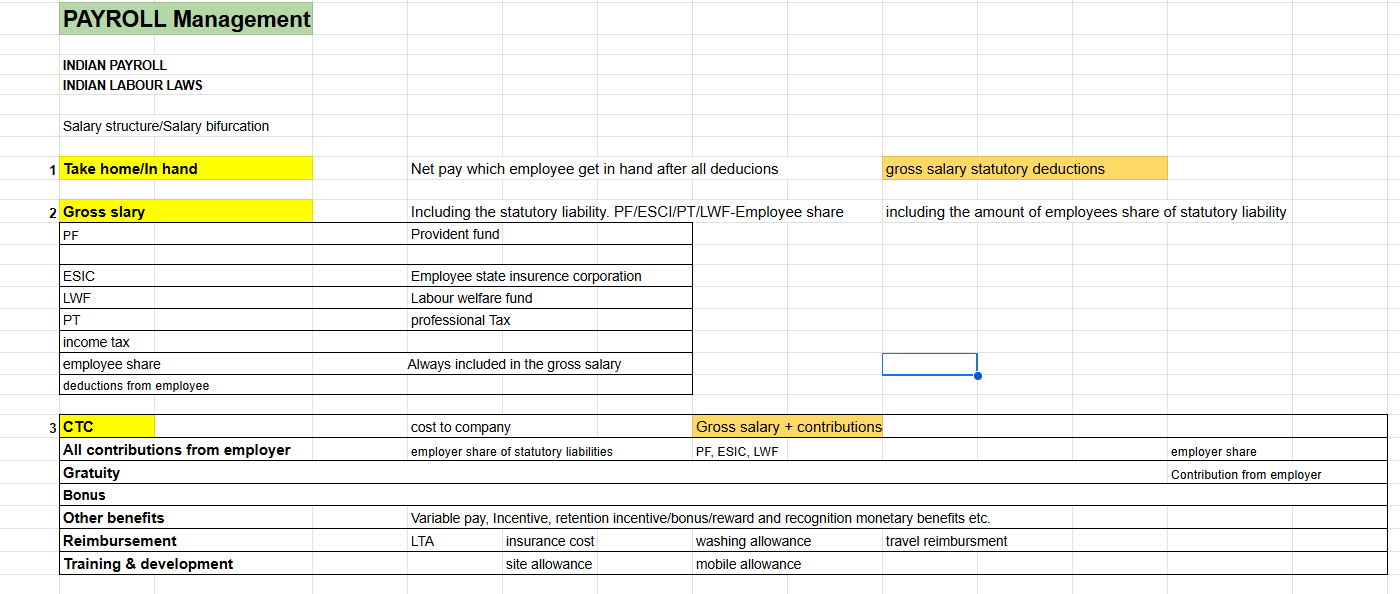 PAYROLL Management
INDIAN PAYROLL
INDIAN LABOUR LAWS
Salary structure/Salary bifurcation
1 Take home/In hand Net pay which employee get in hand after all deducions gross salary statutory deductions
2 Gross slary Including the statutory liability. PF/ESCI/PT/LWF-Employee share including the amount of employees share of statutory liability
PF Provident fund
ESIC Employee state insurence corporation
LWF Labour welfare fund
PT professional Tax
income tax
employee share Always included in the gross salary
deductions from employee
3 CTC cost to company Gross salary + contributions
All contributions from employer employer share of statutory liabilities PF, ESIC, LWF employer share
Gratuity Contribution from employer
Bonus
Other benefits Variable pay, Incentive, retention incentive/bonus/reward and recognition monetary benefits etc.
Reimbursement LTA insurance cost washing allowance travel reimbursment
Training & development site allowance mobile allowance